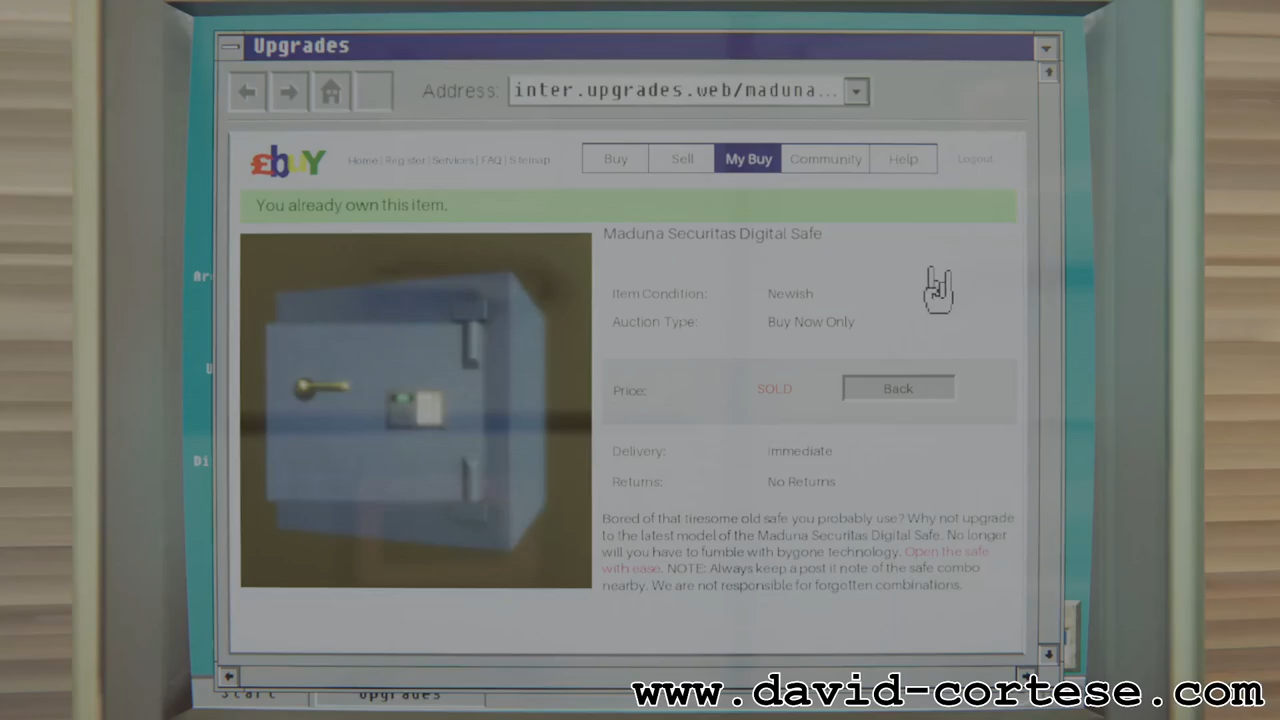 Upgrades
Address: inter.upgrades.web/maduna...
£buY Home | Register | Services | FAQ | Sitemap Buy Sell My Buy Community Help Logout
You already own this item.
Maduna Securitas Digital Safe
Item Condition: Newish
Auction Type: Buy Now Only
Price: SOLD Back
Delivery: Immediate
Returns: No Returns
Bored of that tiresome old safe you probably use? Why not upgrade
to the latest model of the Maduna Securitas Digital Safe. No longer
will you have to fumble with bygone technology. Open the safe
with ease. NOTE: Always keep a post it note of the safe combo
nearby. We are not responsible for forgotten combinations.
Start Upgrades
www.david-cortese.com